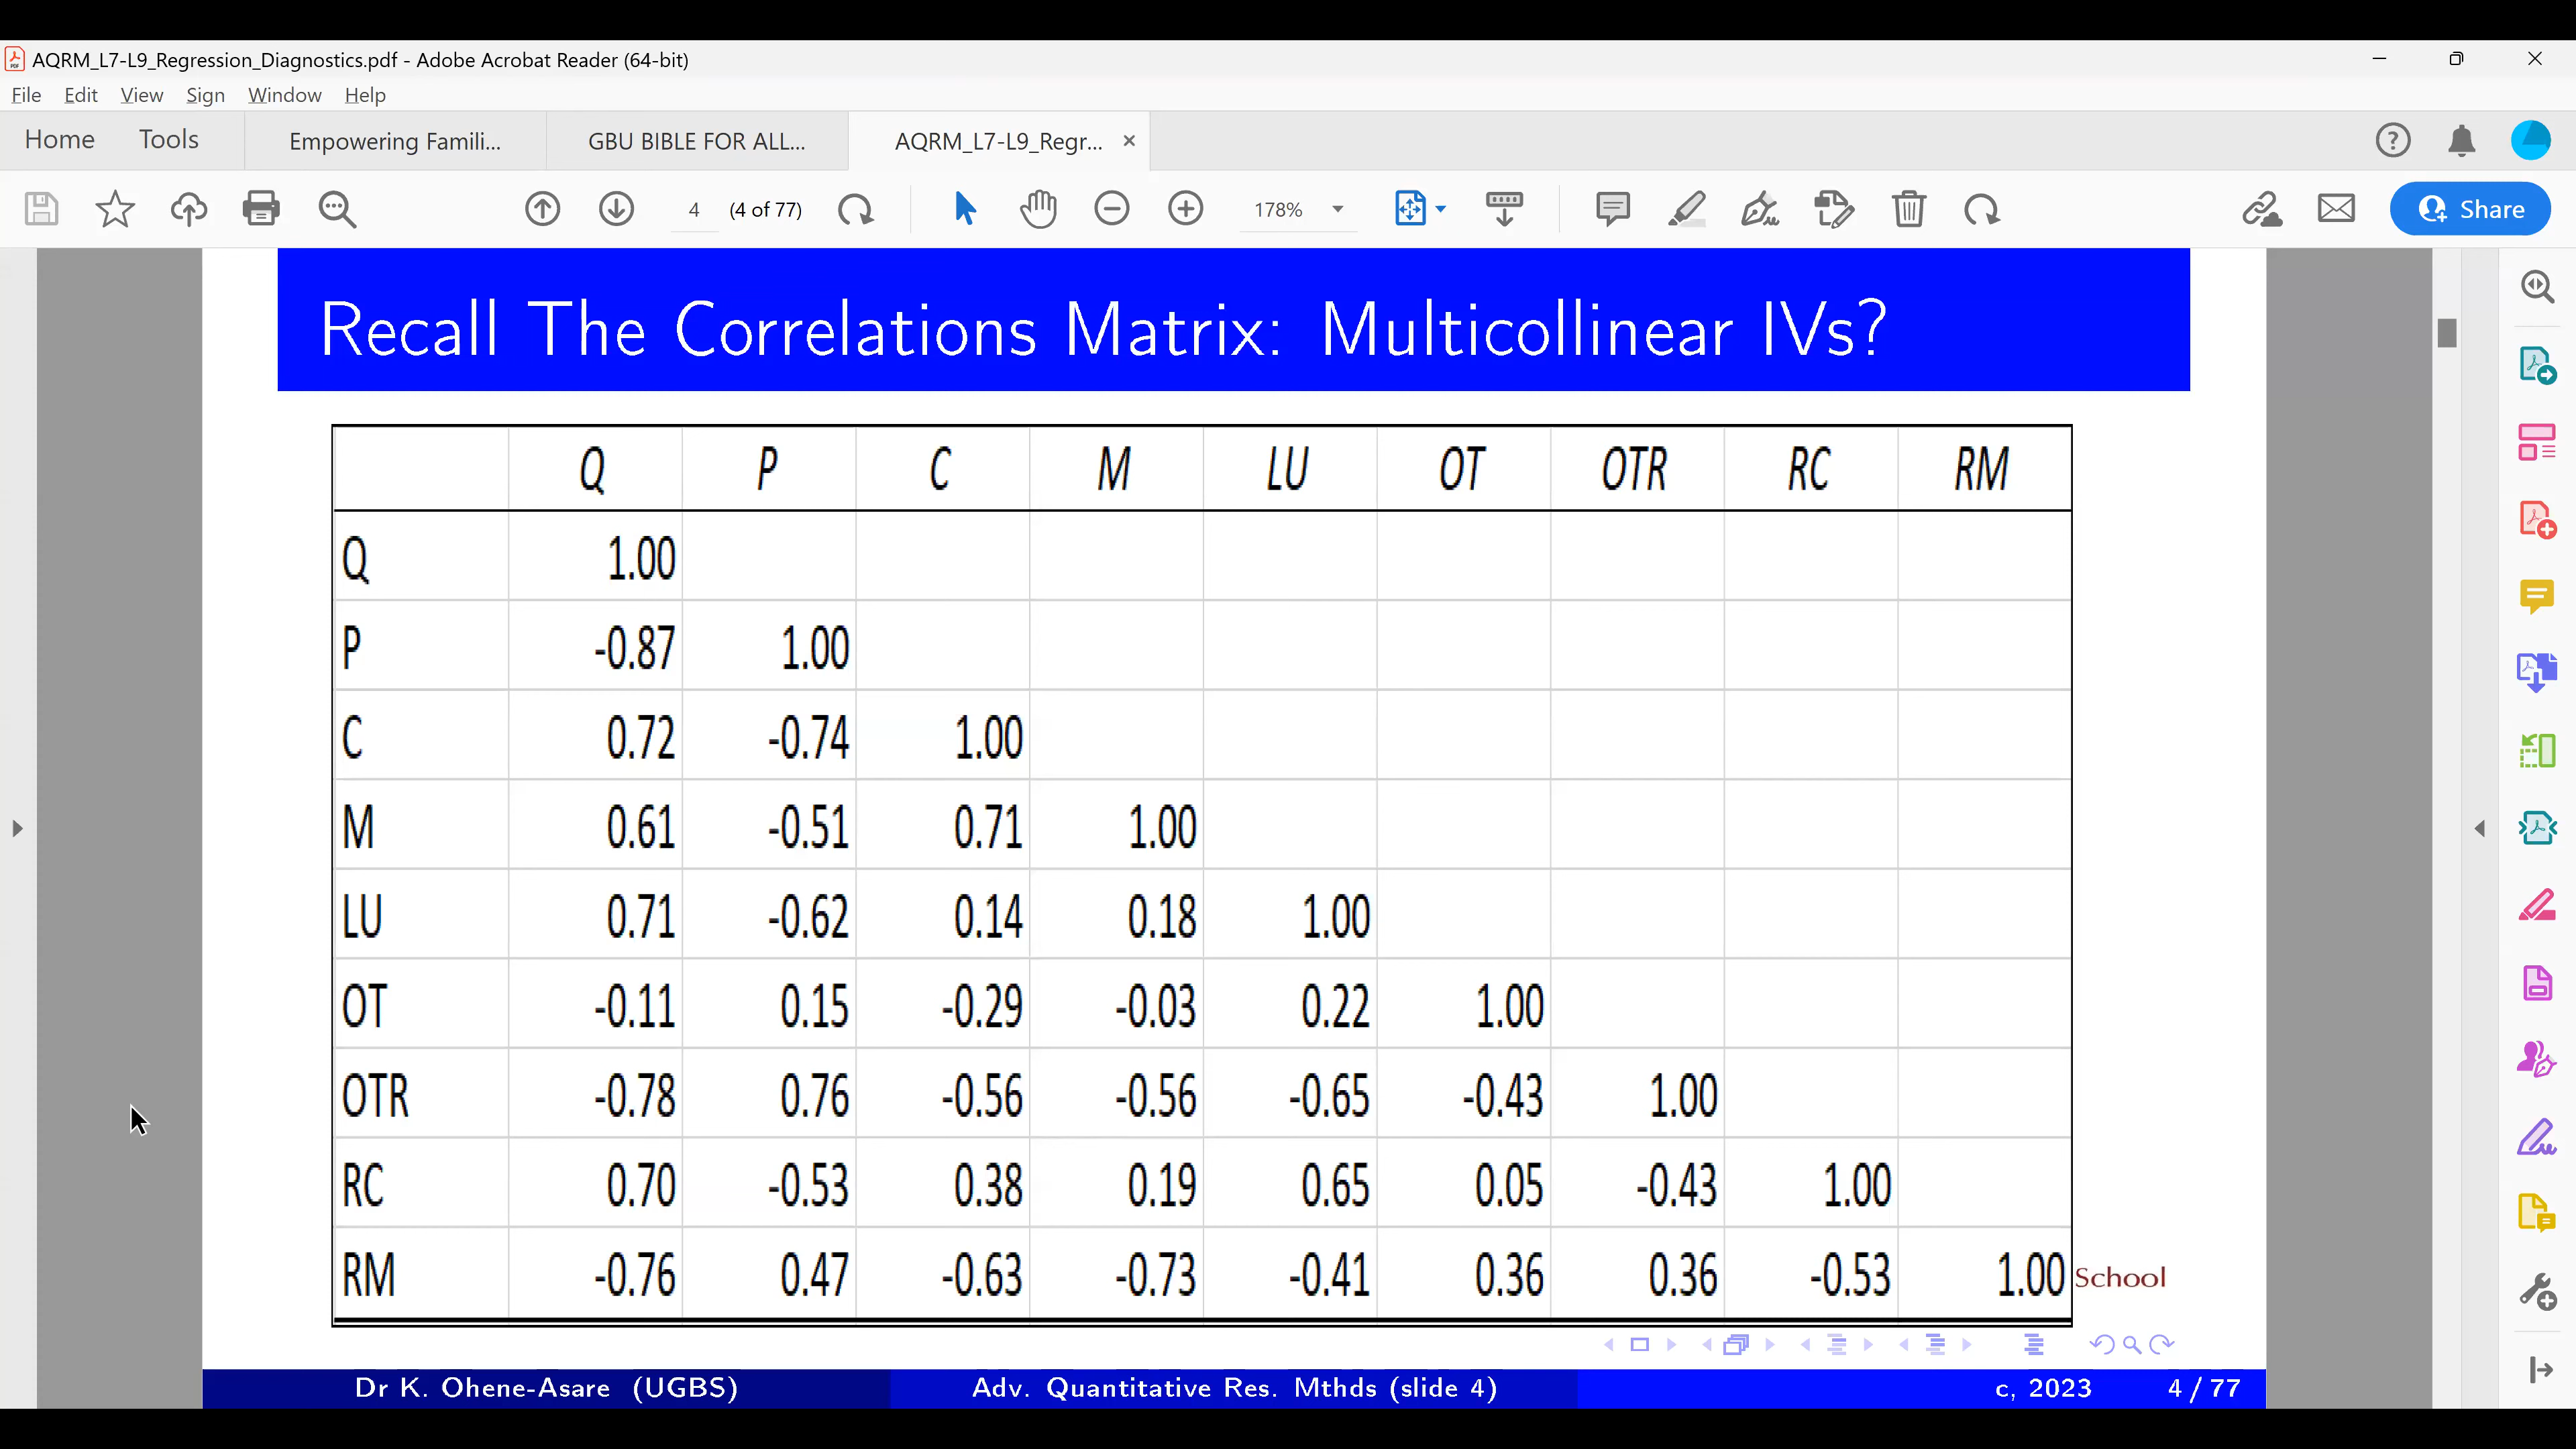 AQRM_L7-L9_Regression_Diagnostics.pdf - Adobe Acrobat Reader (64-bit)
File Edit View Sign Window Help
Home Tools Empowering Famili... GBU BIBLE FOR ALL... AQRM_L7-L9_Regr...
4 (4 of 77) 178% Share
Recall The Correlations Matrix: Multicollinear IVs?
Q P C M LU OT OTR RC RM
Q 1.00
P -0.87 1.00
C 0.72 -0.74 1.00
M 0.61 -0.51 0.71 1.00
LU 0.71 -0.62 0.14 0.18 1.00
OT -0.11 0.15 -0.29 -0.03 0.22 1.00
OTR -0.78 0.76 -0.56 -0.56 -0.65 -0.43 1.00
RC 0.70 -0.53 0.38 0.19 0.65 0.05 -0.43 1.00
RM -0.76 0.47 -0.63 -0.73 -0.41 0.36 0.36 -0.53 1.00
School
Dr K. Ohene-Asare (UGBS) Adv. Quantitative Res. Mthds (slide 4) c, 2023 4 / 77